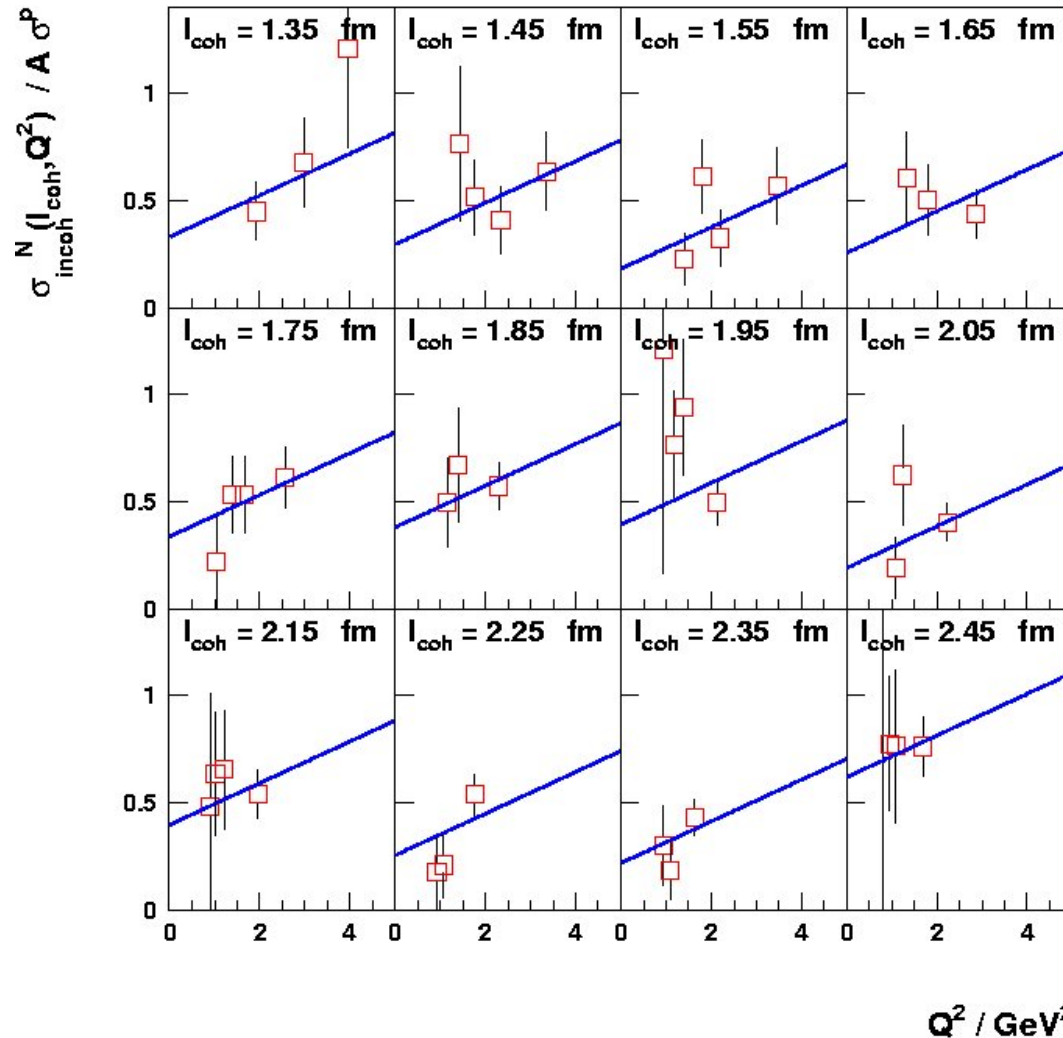 σ^N_incoh (l_coh, Q^2) / A σ^p
l_coh = 1.35 fm
l_coh = 1.45 fm
l_coh = 1.55 fm
l_coh = 1.65 fm
1
0.5
0
l_coh = 1.75 fm
l_coh = 1.85 fm
l_coh = 1.95 fm
l_coh = 2.05 fm
1
0.5
0
l_coh = 2.15 fm
l_coh = 2.25 fm
l_coh = 2.35 fm
l_coh = 2.45 fm
1
0.5
0
0 2 4 0 2 4 0 2 4 0 2 4
Q^2 / GeV^2